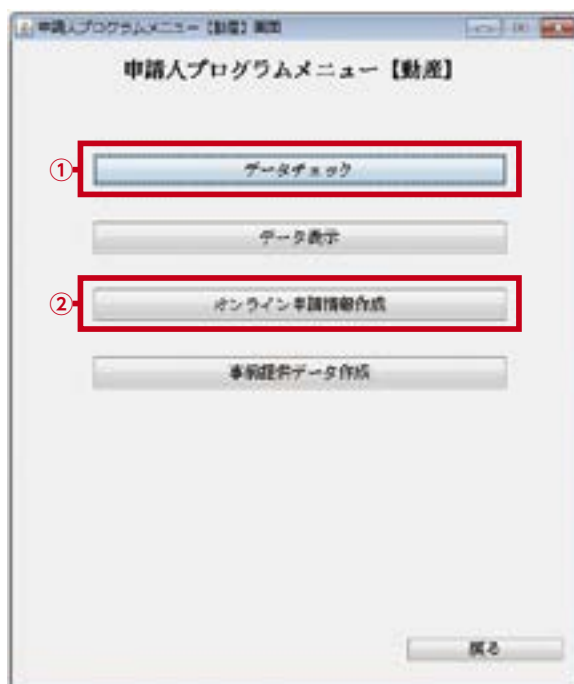 申請人プログラムメニュー【動産】画面
申請人プログラムメニュー【動産】
①
データチェック
データ表示
②
オンライン申請情報作成
事前提供データ作成
戻る